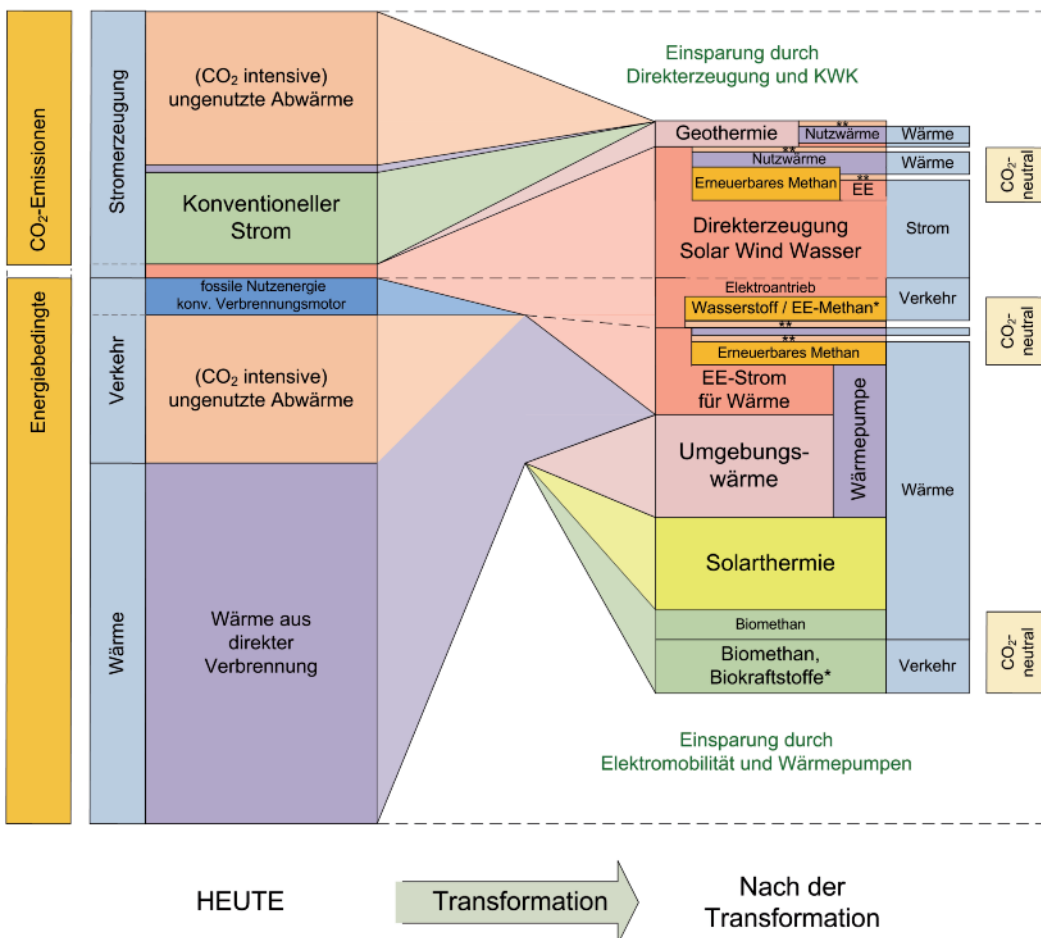 CO₂-Emissionen
Energiebedingte
Stromerzeugung
Verkehr
Wärme
(CO₂ intensive)
ungenutzte Abwärme
Konventioneller
Strom
fossile Nutzenergie
konv. Verbrennungsmotor
(CO₂ intensive)
ungenutzte Abwärme
Wärme aus
direkter
Verbrennung
Einsparung durch
Direkterzeugung und KWK
Geothermie
**
Nutzwärme
Wärme
**
Nutzwärme
Wärme
Erneuerbares Methan
**
EE
Direkterzeugung
Solar Wind Wasser
Strom
Elektroantrieb
Wasserstoff / EE-Methan*
Verkehr
**
**
Erneuerbares Methan
EE-Strom
für Wärme
Wärmepumpe
Umgebungs-
wärme
Wärme
Solarthermie
Biomethan
Biomethan,
Biokraftstoffe*
Verkehr
CO₂-
neutral
CO₂-
neutral
CO₂-
neutral
Einsparung durch
Elektromobilität und Wärmepumpen
HEUTE
Transformation
Nach der
Transformation